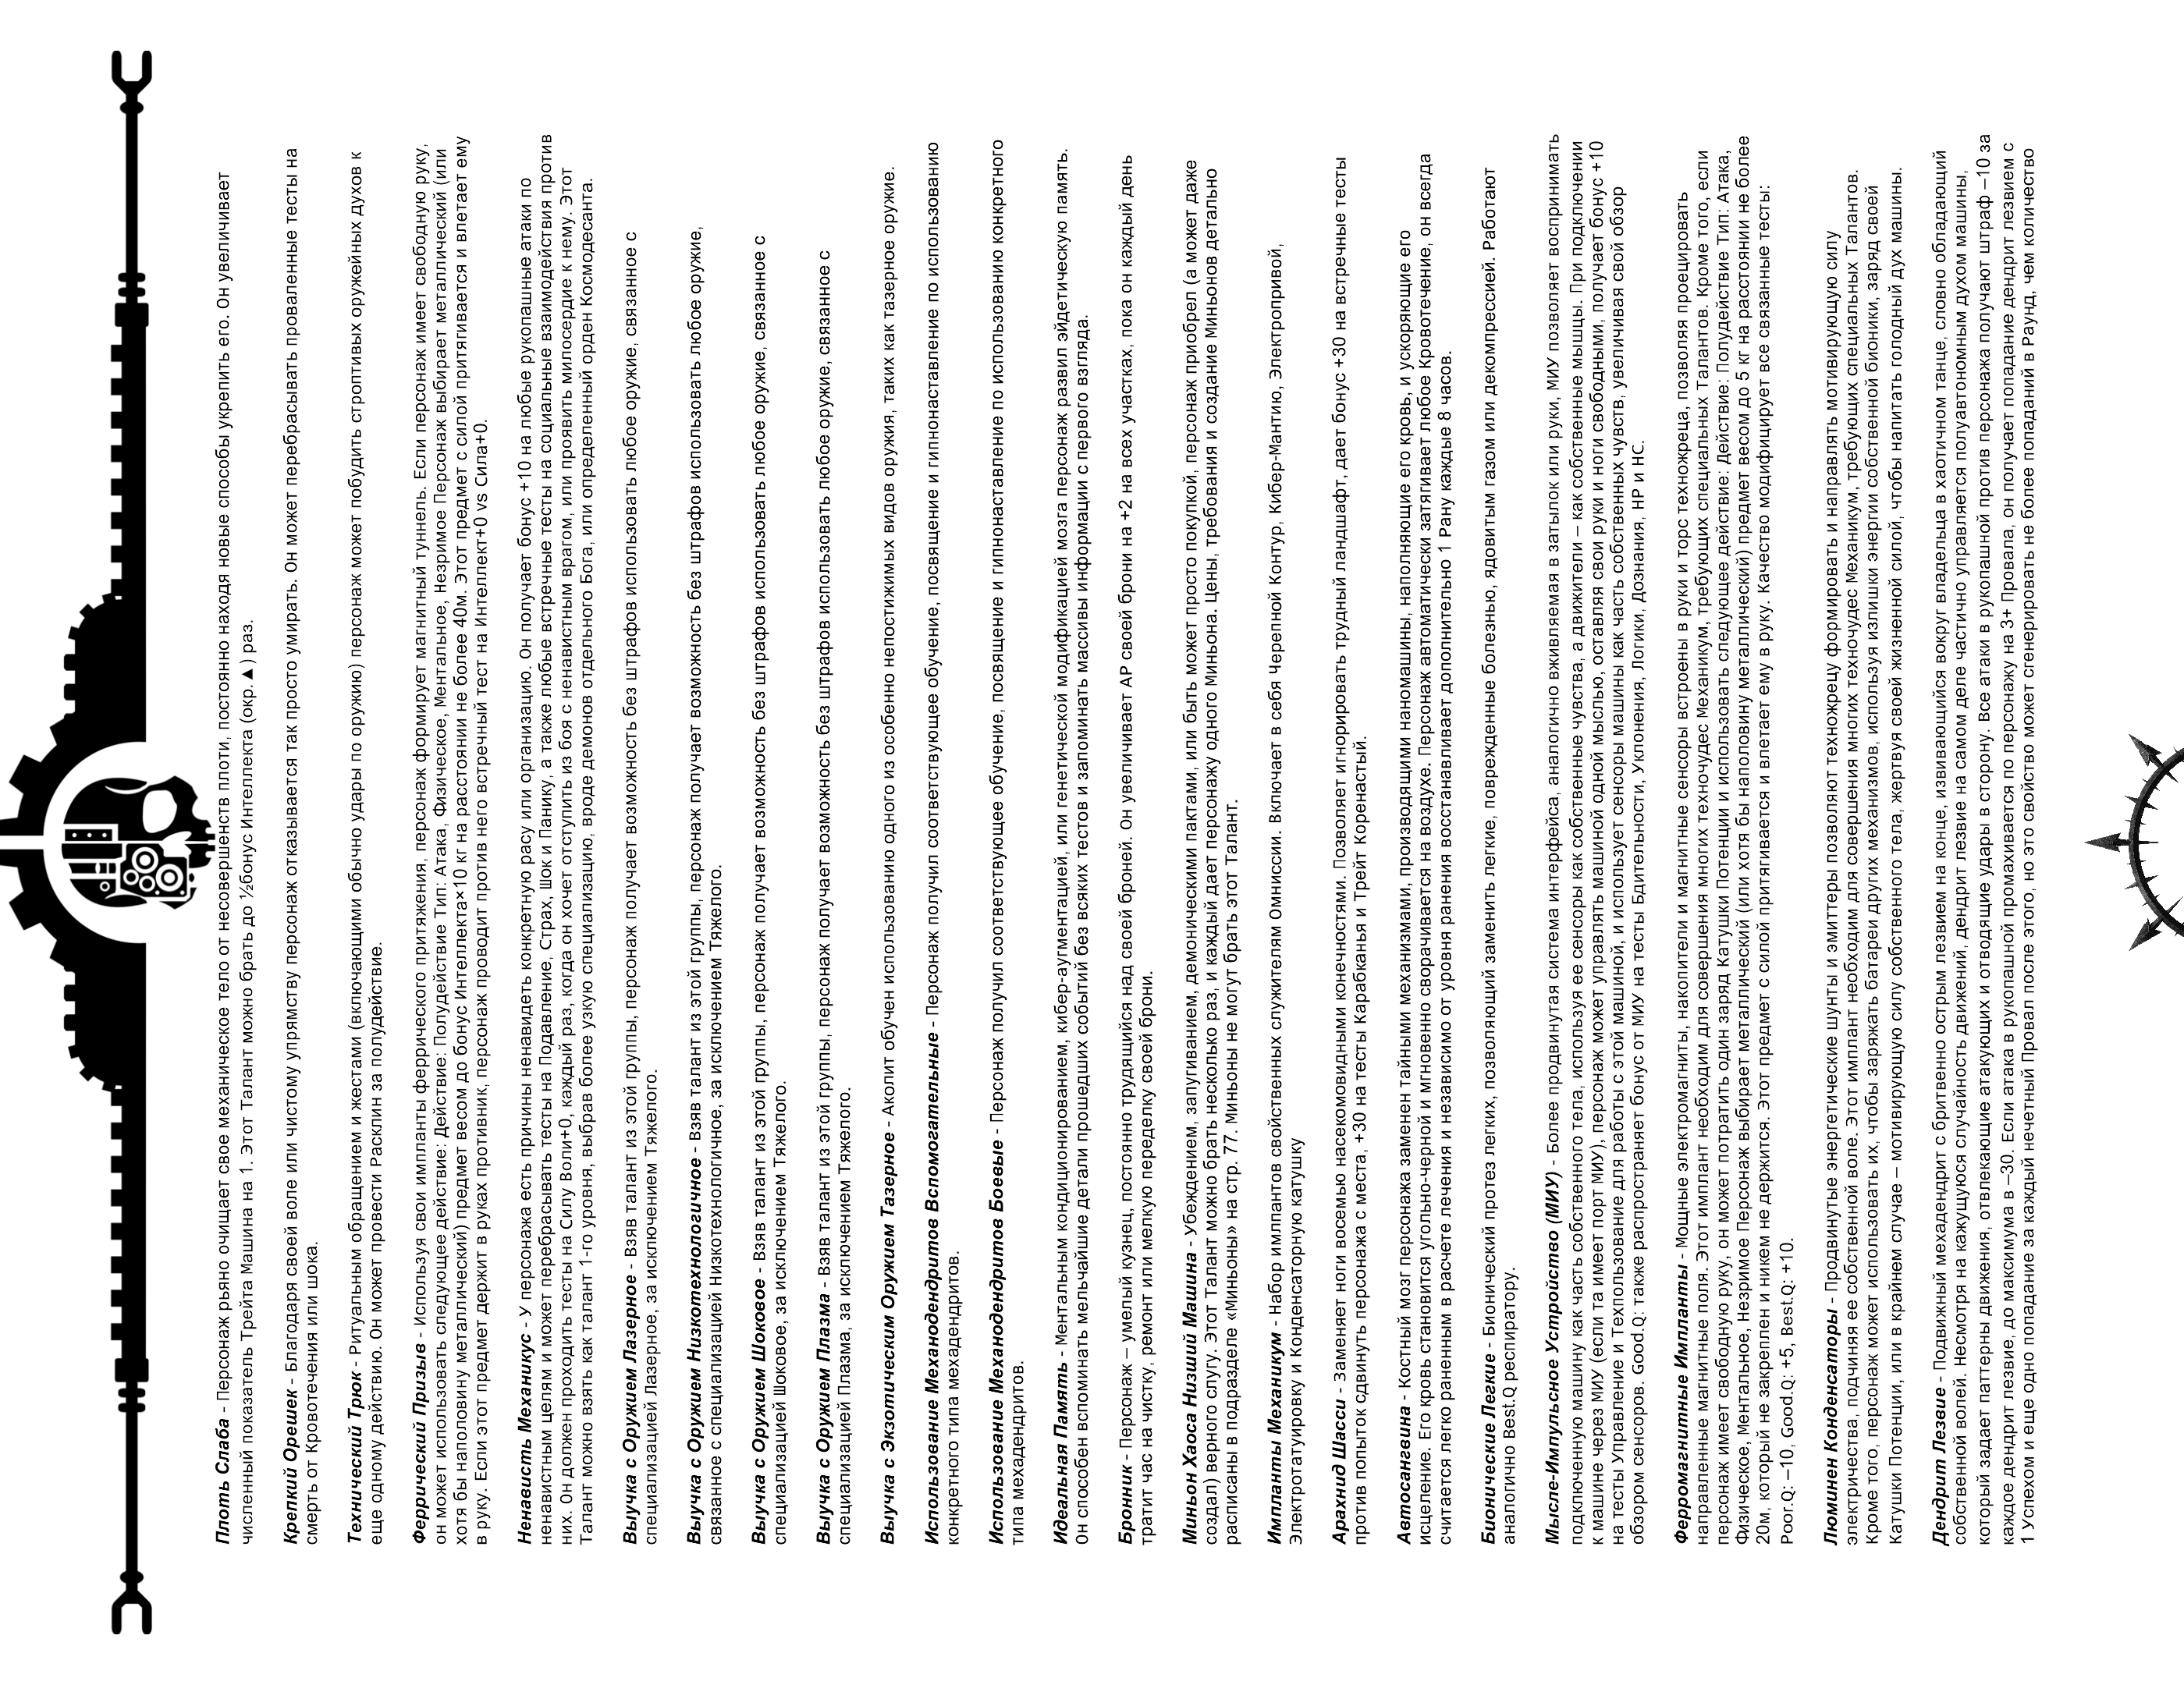 Плоть Слаба - Персонаж рьяно очищает свое механическое тело от несовершенств плоти, постоянно находя новые способы укрепить его. Он увеличивает
численный показатель Трейта Машина на 1. Этот Талант можно брать до ½бонус Интеллекта (окр.▲) раз.
Крепкий Орешек - Благодаря своей воле или чистому упрямству персонаж отказывается так просто умирать. Он может перебрасывать проваленные тесты на
смерть от Кровотечения или шока.
Технический Трюк - Ритуальным обращением и жестами (включающими обычно удары по оружию) персонаж может побудить строптивых оружейных духов к
еще одному действию. Он может провести Расклин за полудействие.
Феррический Призыв - Используя свои импланты феррического притяжения, персонаж формирует магнитный туннель. Если персонаж имеет свободную руку,
он может использовать следующее действие: Действие: Полудействие Тип: Атака, Физическое, Ментальное, Незримое Персонаж выбирает металлический (или
хотя бы наполовину металлический) предмет весом до бонус Интеллекта×10 кг на расстоянии не более 40м. Этот предмет с силой притягивается и влетает ему
в руку. Если этот предмет держит в руках противник, персонаж проводит против него встречный тест на Интеллект+0 vs Сила+0.
Ненависть Механикус - У персонажа есть причины ненавидеть конкретную расу или организацию. Он получает бонус +10 на любые рукопашные атаки по
ненавистным целям и может перебрасывать тесты на Подавление, Страх, Шок и Панику, а также любые встречные тесты на социальные взаимодействия против
них. Он должен проходить тесты на Силу Воли+0, каждый раз, когда он хочет отступить из боя с ненавистным врагом, или проявить милосердие к нему. Этот
Талант можно взять как талант 1-го уровня, выбрав более узкую специализацию, вроде демонов отдельного Бога, или определенный орден Космодесанта.
Выучка с Оружием Лазерное - Взяв талант из этой группы, персонаж получает возможность без штрафов использовать любое оружие, связанное с
специализацией Лазерное, за исключением Тяжелого.
Выучка с Оружием Низкотехнологичное - Взяв талант из этой группы, персонаж получает возможность без штрафов использовать любое оружие,
связанное с специализацией Низкотехнологичное, за исключением Тяжелого.
Выучка с Оружием Шоковое - Взяв талант из этой группы, персонаж получает возможность без штрафов использовать любое оружие, связанное с
специализацией Шоковое, за исключением Тяжелого.
Выучка с Оружием Плазма - Взяв талант из этой группы, персонаж получает возможность без штрафов использовать любое оружие, связанное с
специализацией Плазма, за исключением Тяжелого.
Выучка с Экзотическим Оружием Тазерное - Аколит обучен использованию одного из особенно непостижимых видов оружия, таких как тазерное оружие.
Использование Механодендритов Вспомогательные - Персонаж получил соответствующее обучение, посвящение и гипнонаставление по использованию
конкретного типа мехадендритов.
Использование Механодендритов Боевые - Персонаж получил соответствующее обучение, посвящение и гипнонаставление по использованию конкретного
типа мехадендритов.
Идеальная Память - Ментальным кондиционированием, кибер-аугментацией, или генетической модификацией мозга персонаж развил эйдетическую память.
Он способен вспоминать мельчайшие детали прошедших событий без всяких тестов и запоминать массивы информации с первого взгляда.
Бронник - Персонаж – умелый кузнец, постоянно трудящийся над своей броней. Он увеличивает AP своей брони на +2 на всех участках, пока он каждый день
тратит час на чистку, ремонт или мелкую переделку своей брони.
Миньон Хаоса Низший Машина - Убеждением, запугиванием, демоническими пактами, или быть может просто покупкой, персонаж приобрел (а может даже
создал) верного слугу. Этот Талант можно брать несколько раз, и каждый дает персонажу одного Миньона. Цены, требования и создание Миньонов детально
расписаны в подразделе «Миньоны» на стр. 77. Миньоны не могут брать этот Талант.
Импланты Механикум - Набор имплантов свойственных служителям Омниссии. Включает в себя Черепной Контур, Кибер-Мантию, Электропривой,
Электротатуировку и Конденсаторную катушку
Арахнид Шасси - Заменяет ноги восемью насекомовидными конечностями. Позволяет игнорировать трудный ландшафт, дает бонус +30 на встречные тесты
против попыток сдвинуть персонажа с места, +30 на тесты Карабканья и Трейт Коренастый.
Автосангвина - Костный мозг персонажа заменен тайными механизмами, производящими наномашины, наполняющие его кровь, и ускоряющие его
исцеление. Его кровь становится угольно-черной и мгновенно сворачивается на воздухе. Персонаж автоматически затягивает любое Кровотечение, он всегда
считается легко раненным в расчете лечения и независимо от уровня ранения восстанавливает дополнительно 1 Рану каждые 8 часов.
Бионические Легкие - Бионический протез легких, позволяющий заменить легкие, поврежденные болезнью, ядовитым газом или декомпрессией. Работают
аналогично Best.Q респиратору.
Мысле-Импульсное Устройство (МИУ) - Более продвинутая система интерфейса, аналогично вживляемая в затылок или руки, МИУ позволяет воспринимать
подключенную машину как часть собственного тела, используя ее сенсоры как собственные чувства, а движители – как собственные мышцы. При подключении
к машине через МИУ (если та имеет порт МИУ), персонаж может управлять машиной одной мыслью, оставляя свои руки и ноги свободными, получает бонус +10
на тесты Управление и Техпользование для работы с этой машиной, и использует сенсоры машины как часть собственных чувств, увеличивая свой обзор
обзором сенсоров. Good.Q: также распространяет бонус от МИУ на тесты Бдительности, Уклонения, Логики, Дознания, НР и НС.
Ферромагнитные Импланты - Мощные электромагниты, накопители и магнитные сенсоры встроены в руки и торс техножреца, позволяя проецировать
направленные магнитные поля. Этот имплант необходим для совершения многих техночудес Механикум, требующих специальных Талантов. Кроме того, если
персонаж имеет свободную руку, он может потратить один заряд Катушки Потенции и использовать следующее действие: Действие: Полудействие Тип: Атака,
Физическое, Ментальное, Незримое Персонаж выбирает металлический (или хотя бы наполовину металлический) предмет весом до 5 кг на расстоянии не более
20м, который не закреплен и никем не держится. Этот предмет с силой притягивается и влетает ему в руку. Качество модифицирует все связанные тесты:
Poor.Q: –10, Good.Q: +5, Best.Q: +10.
Люминен Конденсаторы - Продвинутые энергетические шунты и эмиттеры позволяют техножрецу формировать и направлять мотивирующую силу
электричества, подчиняя ее собственной воле. Этот имплант необходим для совершения многих техночудес Механикум, требующих специальных Талантов.
Кроме того, персонаж может использовать их, чтобы заряжать батареи других механизмов, используя излишки энергии собственной бионики, заряд своей
Катушки Потенции, или в крайнем случае – мотивирующую силу собственного тела, жертвуя своей жизненной силой, чтобы напитать голодный дух машины.
Дендрит Лезвие - Подвижный мехадендрит с бритвенно острым лезвием на конце, извивающийся вокруг владельца в хаотичном танце, словно обладающий
собственной волей. Несмотря на кажущуюся случайность движений, дендрит лезвие на самом деле частично управляется полуавтономным духом машины,
который задает паттерны движения, отвлекающие атакующих и отводящие удары в сторону. Все атаки в рукопашной против персонажа получают штраф –10 за
каждое дендрит лезвие, до максимума в –30. Если атака в рукопашной промахивается по персонажу на 3+ Провала, он получает попадание дендрит лезвием с
1 Успехом и еще одно попадание за каждый нечетный Провал после этого, но это свойство может сгенерировать не более попаданий в Раунд, чем количество